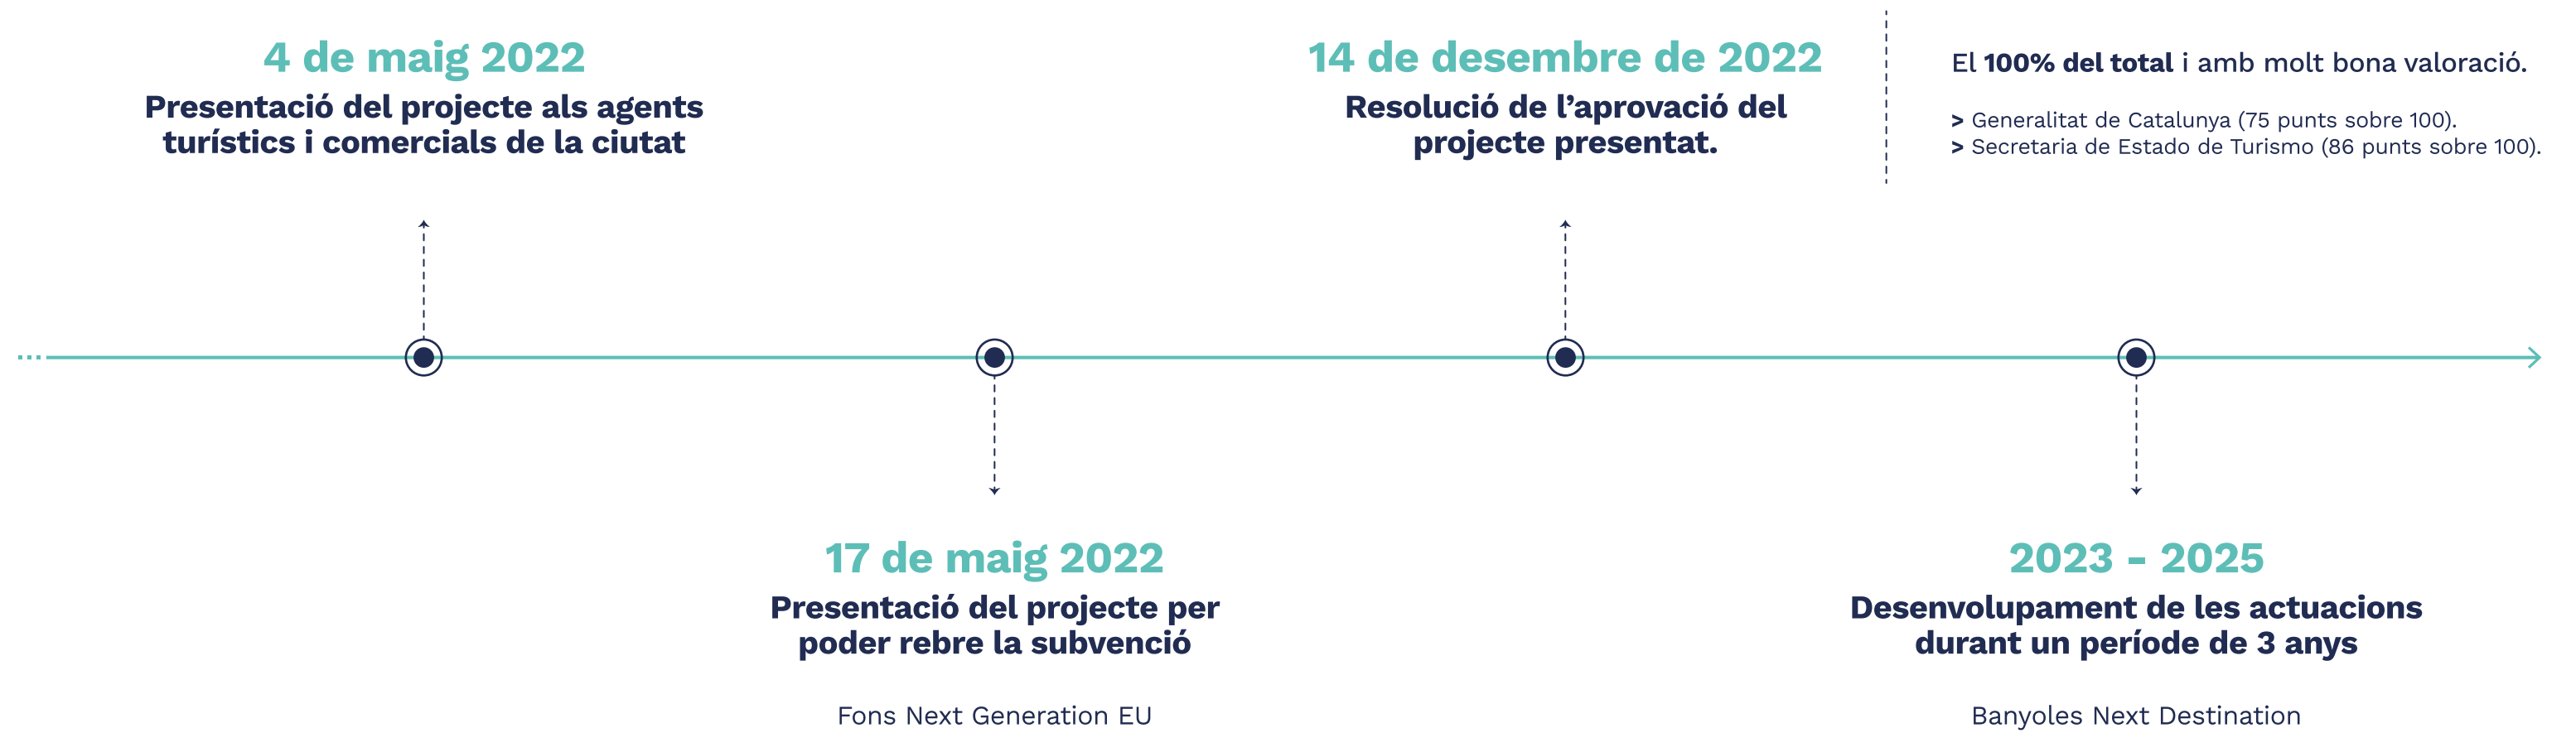 4 de maig 2022
Presentació del projecte als agents
turístics i comercials de la ciutat
17 de maig 2022
Presentació del projecte per
poder rebre la subvenció
Fons Next Generation EU
14 de desembre de 2022
Resolució de l’aprovació del
projecte presentat.
El 100% del total i amb molt bona valoració.
> Generalitat de Catalunya (75 punts sobre 100).
> Secretaria de Estado de Turismo (86 punts sobre 100).
2023 - 2025
Desenvolupament de les actuacions
durant un període de 3 anys
Banyoles Next Destination